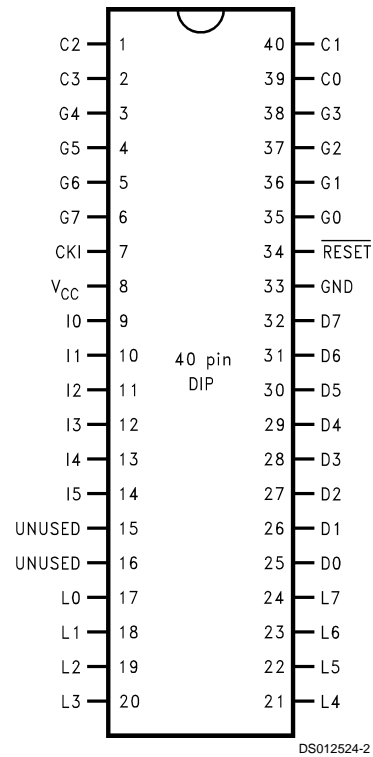 C2 1 40 C1
C3 2 39 C0
G4 3 38 G3
G5 4 37 G2
G6 5 36 G1
G7 6 35 G0
CKI 7 34 RESET
VCC 8 33 GND
I0 9 32 D7
I1 10 31 D6
40 pin
DIP
I2 11 30 D5
I3 12 29 D4
I4 13 28 D3
I5 14 27 D2
UNUSED 15 26 D1
UNUSED 16 25 D0
L0 17 24 L7
L1 18 23 L6
L2 19 22 L5
L3 20 21 L4
DS012524-2